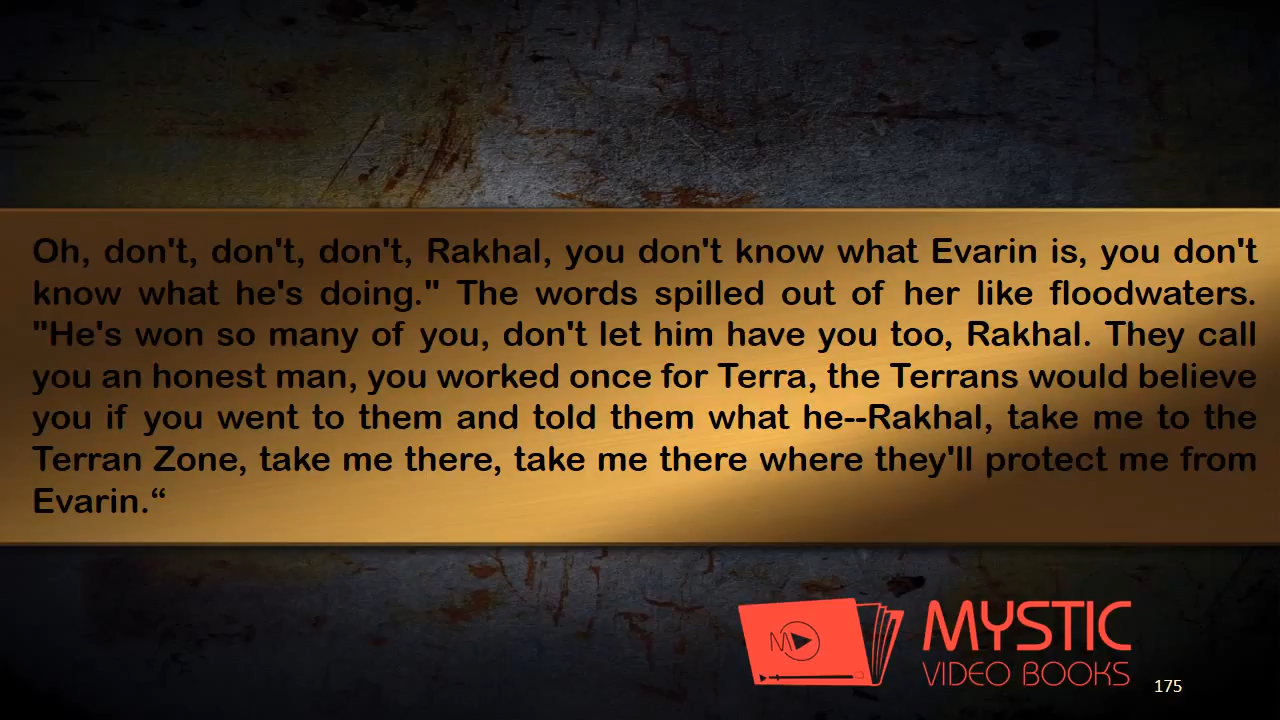 Oh, don't, don't, don't, Rakhal, you don't know what Evarin is, you don't
know what he's doing." The words spilled out of her like floodwaters.
"He's won so many of you, don't let him have you too, Rakhal. They call
you an honest man, you worked once for Terra, the Terrans would believe
you if you went to them and told them what he--Rakhal, take me to the
Terran Zone, take me there, take me there where they'll protect me from
Evarin.“
M
MYSTIC
VIDEO BOOKS
175